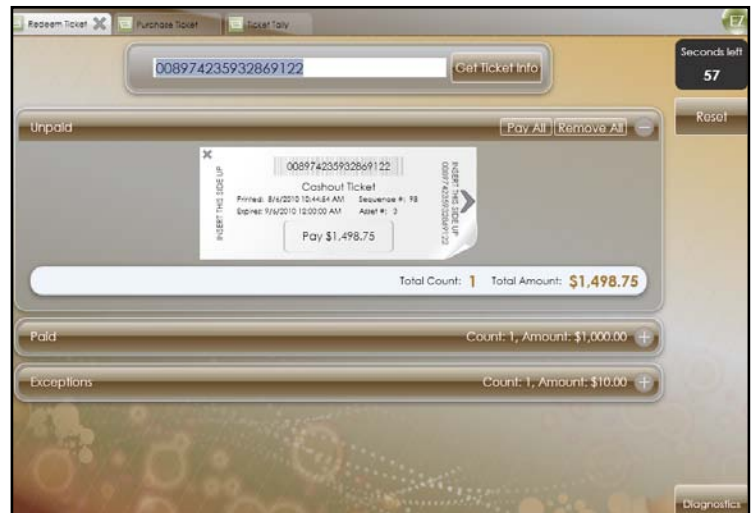 Redeem Ticket Purchase Ticket Ticket Tally EZ
008974235932869122 Get Ticket Info
Seconds left
57
Reset
Unpaid Pay All Remove All
008974235932869122
Cashout Ticket
Printed: 8/6/2010 10:44:54 AM Sequence #: 98
Expires: 9/6/2010 12:00:00 AM Asset #: 3
Pay $1,498.75
INSERT THIS SIDE UP
INSERT THIS SIDE UP
008974235932869122
Total Count: 1 Total Amount: $1,498.75
Paid Count: 1, Amount: $1,000.00
Exceptions Count: 1, Amount: $10.00
Diagnostics